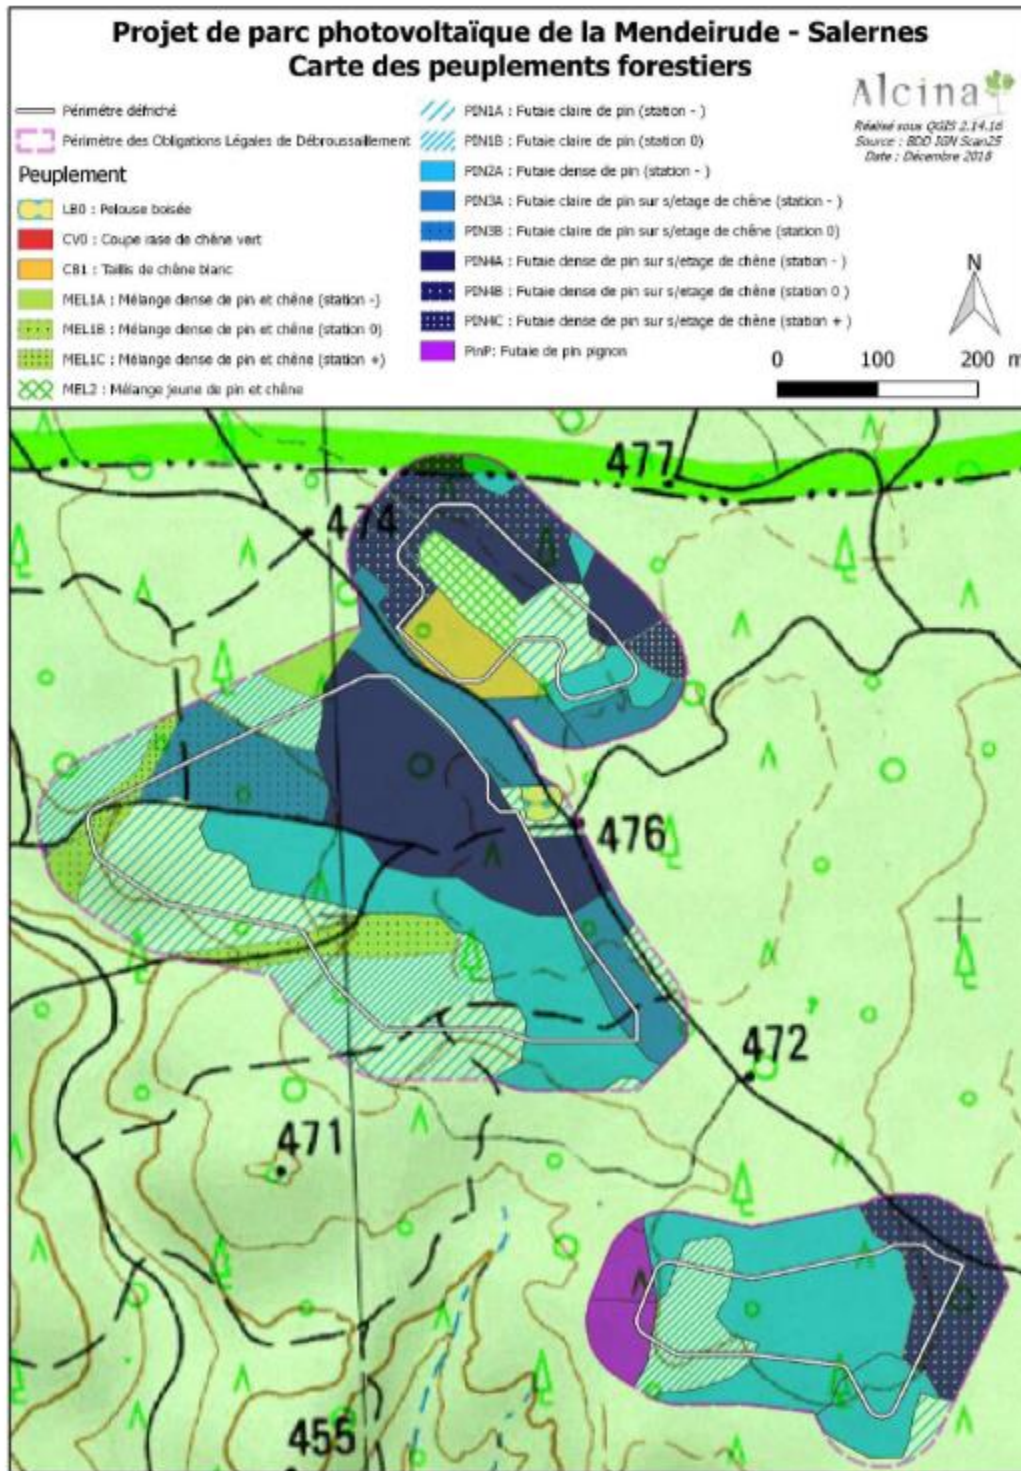 Projet de parc photovoltaïque de la Mendeirude - Salernes
Carte des peuplements forestiers
Alcina
Réalisé sous QGIS 2.14.16
Source : BDD IGN Scan25
Date : Décembre 2018
Périmètre défriché
Périmètre des Obligations Légales de Débroussaillement
Peuplement
LB0 : Pelouse boisée
CV0 : Coupe rase de chêne vert
CB1 : Taillis de chêne blanc
MEL1A : Mélange dense de pin et chêne (station -)
MEL1B : Mélange dense de pin et chêne (station 0)
MEL1C : Mélange dense de pin et chêne (station +)
MEL2 : Mélange jeune de pin et chêne
PIN1A : Futaie claire de pin (station - )
PIN1B : Futaie claire de pin (station 0)
PIN2A : Futaie dense de pin (station - )
PIN3A : Futaie claire de pin sur s/etage de chêne (station - )
PIN3B : Futaie claire de pin sur s/etage de chêne (station 0)
PIN4A : Futaie dense de pin sur s/etage de chêne (station - )
PIN4B : Futaie dense de pin sur s/etage de chêne (station 0 )
PIN4C : Futaie dense de pin sur s/etage de chêne (station + )
PinP: Futaie de pin pignon
N
0 100 200 m
477
474
476
472
471
455